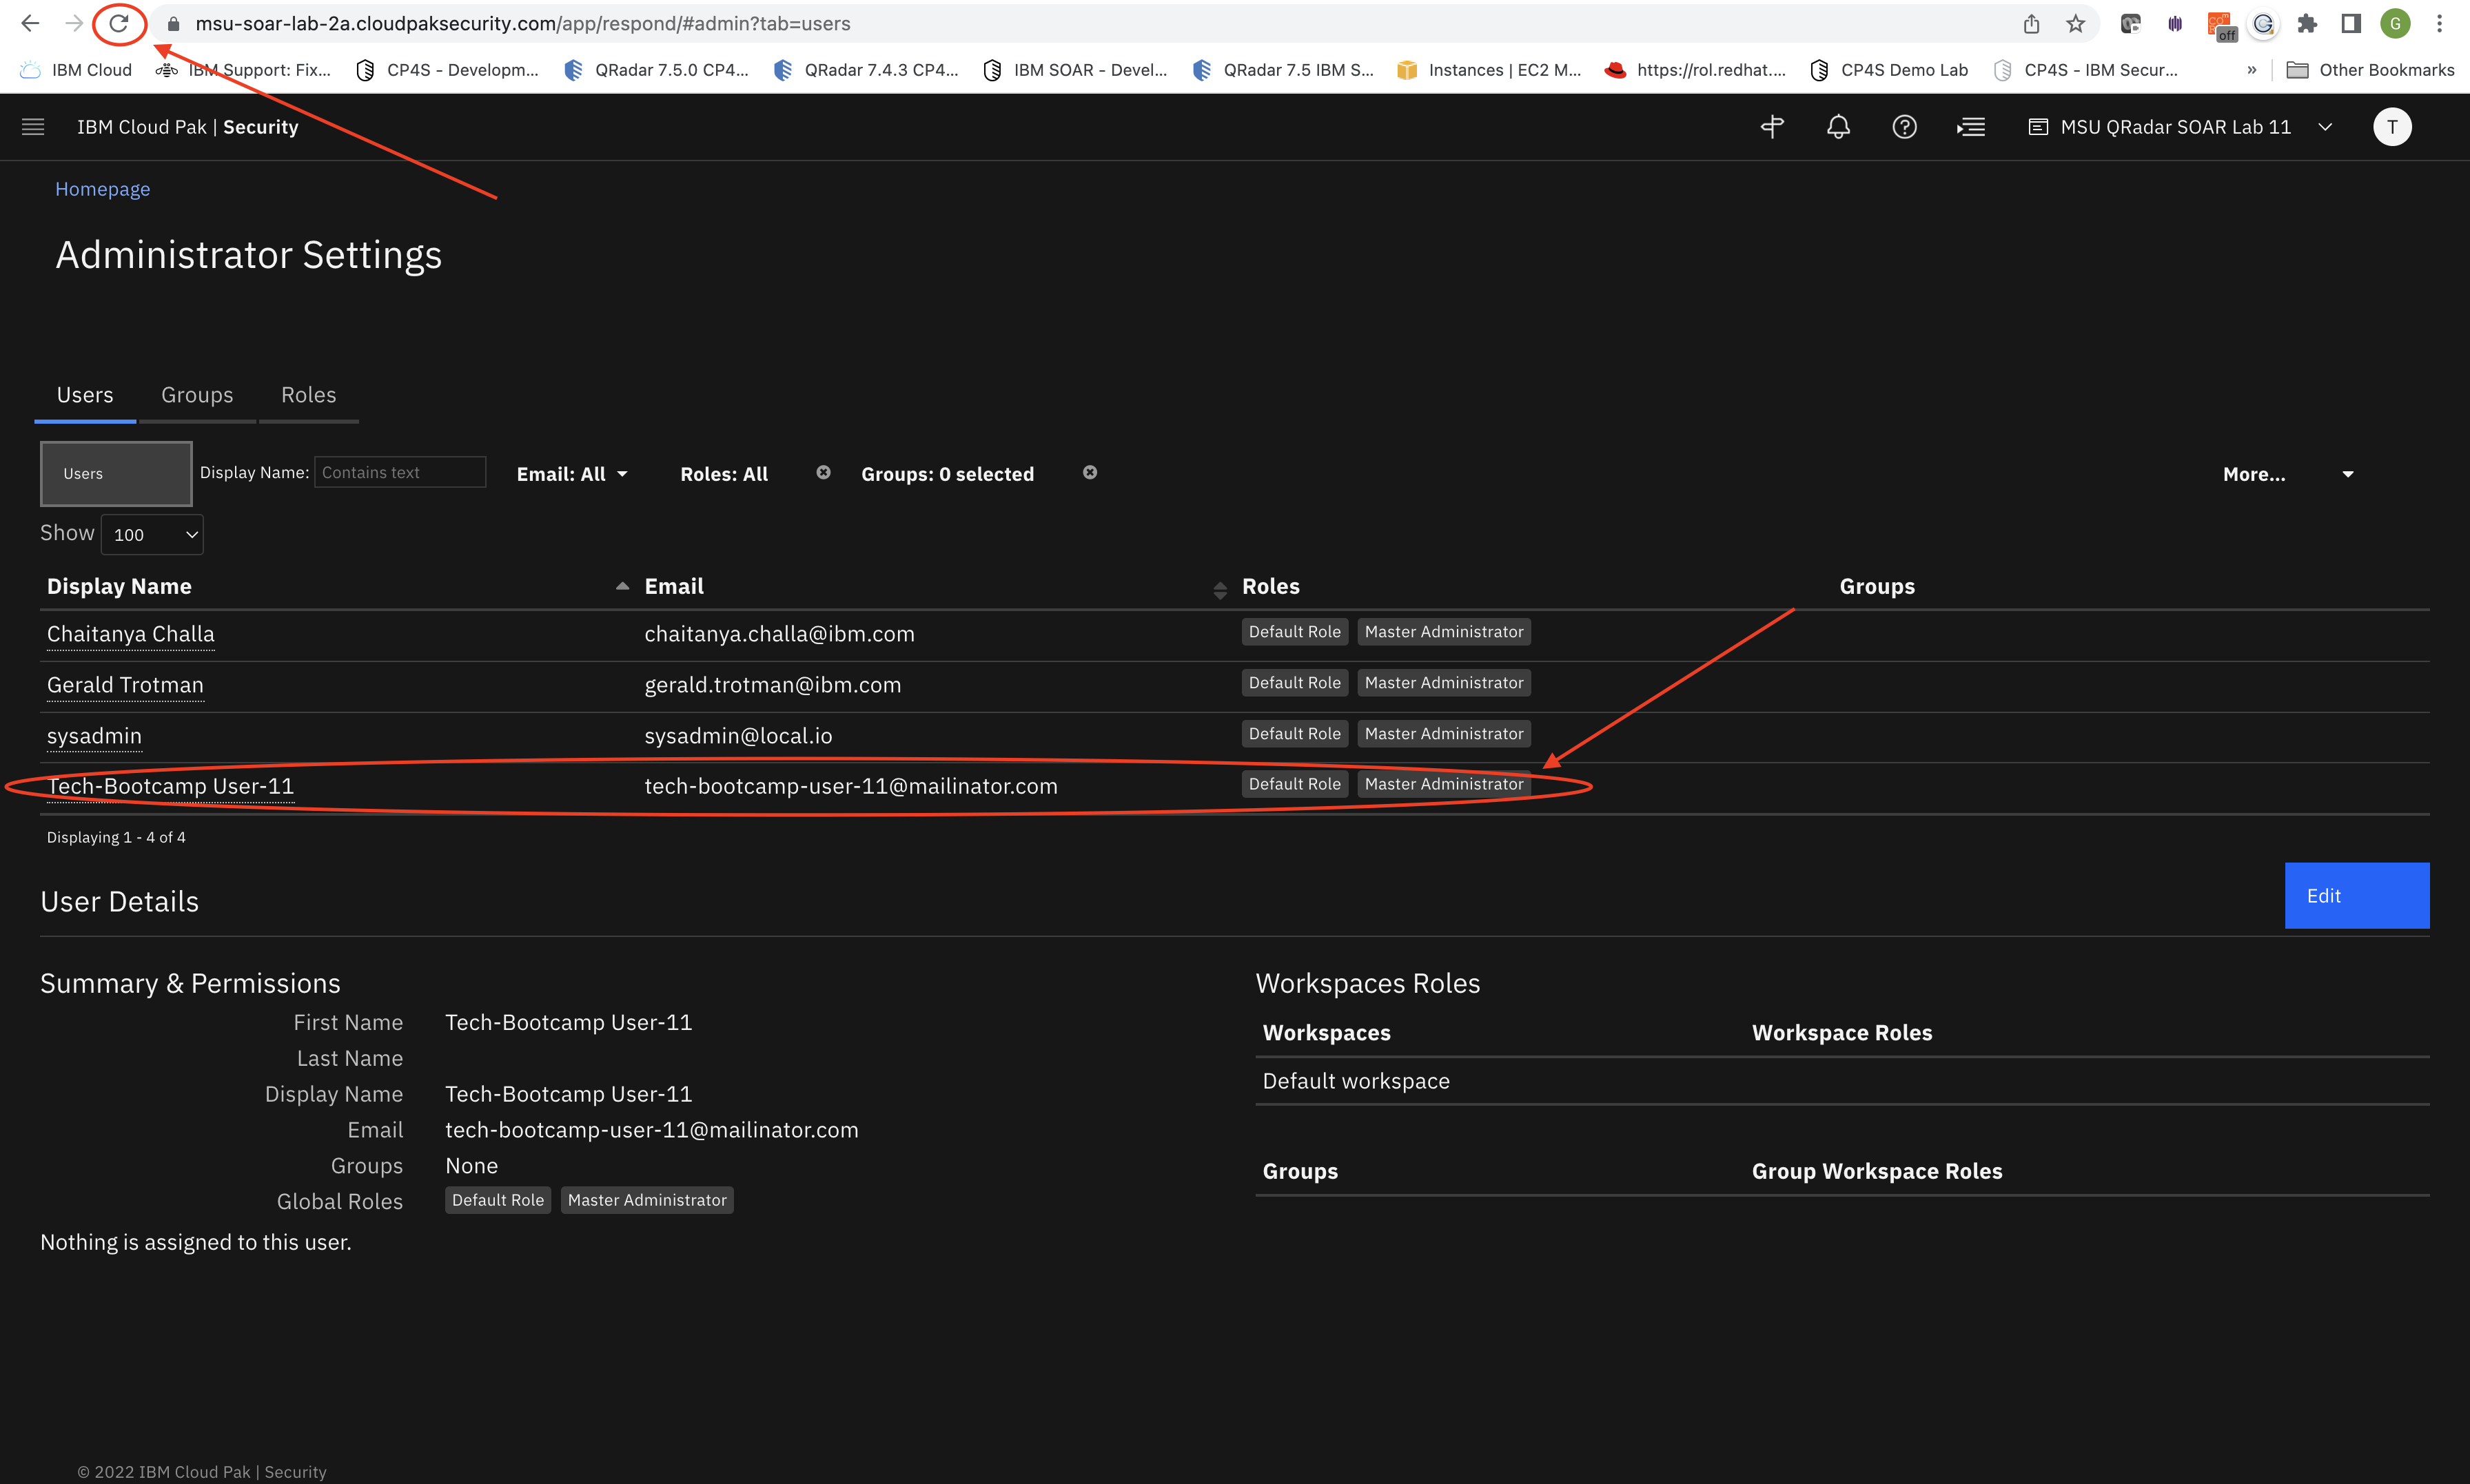 msu-soar-lab-2a.cloudpaksecurity.com/app/respond/#admin?tab=users
off
G
IBM Cloud
IBM Support: Fix...
CP4S - Developm...
QRadar 7.5.0 CP4...
QRadar 7.4.3 CP4...
IBM SOAR - Devel...
QRadar 7.5 IBM S...
Instances | EC2 M...
https://rol.redhat....
CP4S Demo Lab
CP4S - IBM Secur...
»
Other Bookmarks
IBM Cloud Pak | Security
MSU QRadar SOAR Lab 11
T
Homepage
Administrator Settings
Users Groups Roles
Users
Display Name: Contains text
Email: All
Roles: All
Groups: 0 selected
More...
Show 100
Display Name Email Roles Groups
Chaitanya Challa chaitanya.challa@ibm.com Default Role Master Administrator
Gerald Trotman gerald.trotman@ibm.com Default Role Master Administrator
sysadmin sysadmin@local.io Default Role Master Administrator
Tech-Bootcamp User-11 tech-bootcamp-user-11@mailinator.com Default Role Master Administrator
Displaying 1 - 4 of 4
User Details
Edit
Summary & Permissions
First Name Tech-Bootcamp User-11
Last Name
Display Name Tech-Bootcamp User-11
Email tech-bootcamp-user-11@mailinator.com
Groups None
Global Roles Default Role Master Administrator
Nothing is assigned to this user.
Workspaces Roles
Workspaces Workspace Roles
Default workspace
Groups Group Workspace Roles
© 2022 IBM Cloud Pak | Security